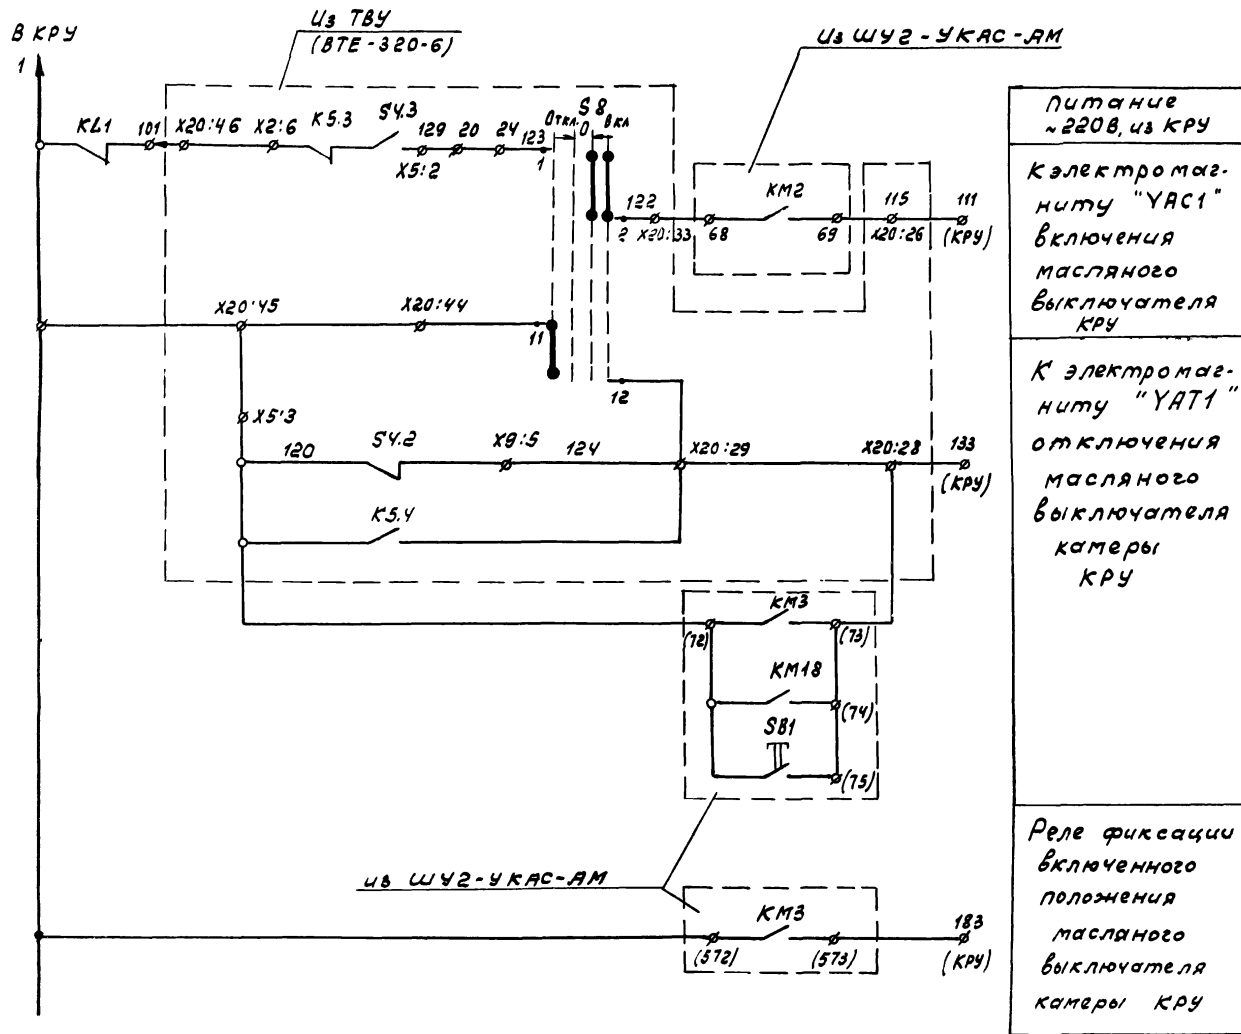 В КРУ
1
Из ТВУ
(ВТЕ-320-6)
Из ШУ2-УКАС-АМ
KL1
101
X20:46
X2:6
K5.3
S4.3
129
20
24
123
X5:2
1
S8
Откл.
0
Вкл
122
2
X20:33
68
KM2
69
115
X20:26
111
(КРУ)
X20:45
X20:44
11
12
X5:3
120
S4.2
X9:5
124
X20:29
X20:28
133
(КРУ)
K5.4
KM3
(72)
(73)
KM18
(74)
SB1
(75)
из ШУ2-УКАС-АМ
KM3
(572)
(573)
183
(КРУ)
питание
~220В, из КРУ
К электромаг-
ниту "YAC1"
включения
масляного
выключателя
КРУ
К электромаг-
ниту "YAT1"
отключения
масляного
выключателя
камеры
КРУ
Реле фиксации
включенного
положения
масляного
выключателя
камеры КРУ